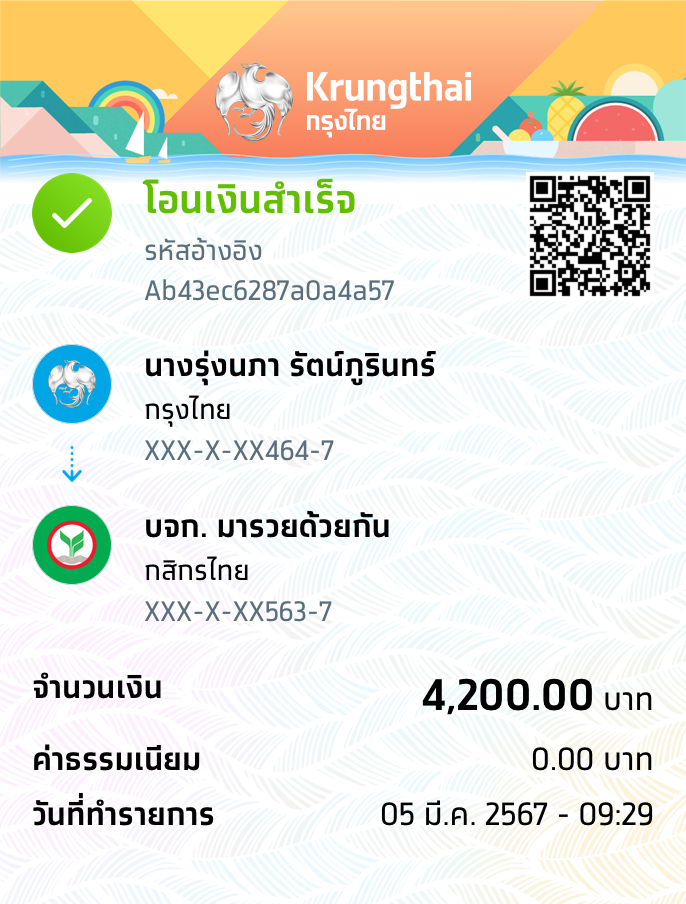 Krungthai
กรุงไทย
โอนเงินสำเร็จ
รหัสอ้างอิง
Ab43ec6287a0a4a57
นางรุ่งนภา รัตน์ภูรินทร์
กรุงไทย
XXX-X-XX464-7
บจก. มารวยด้วยกัน
กสิกรไทย
XXX-X-XX563-7
จำนวนเงิน 4,200.00 บาท
ค่าธรรมเนียม 0.00 บาท
วันที่ทำรายการ 05 มี.ค. 2567 - 09:29